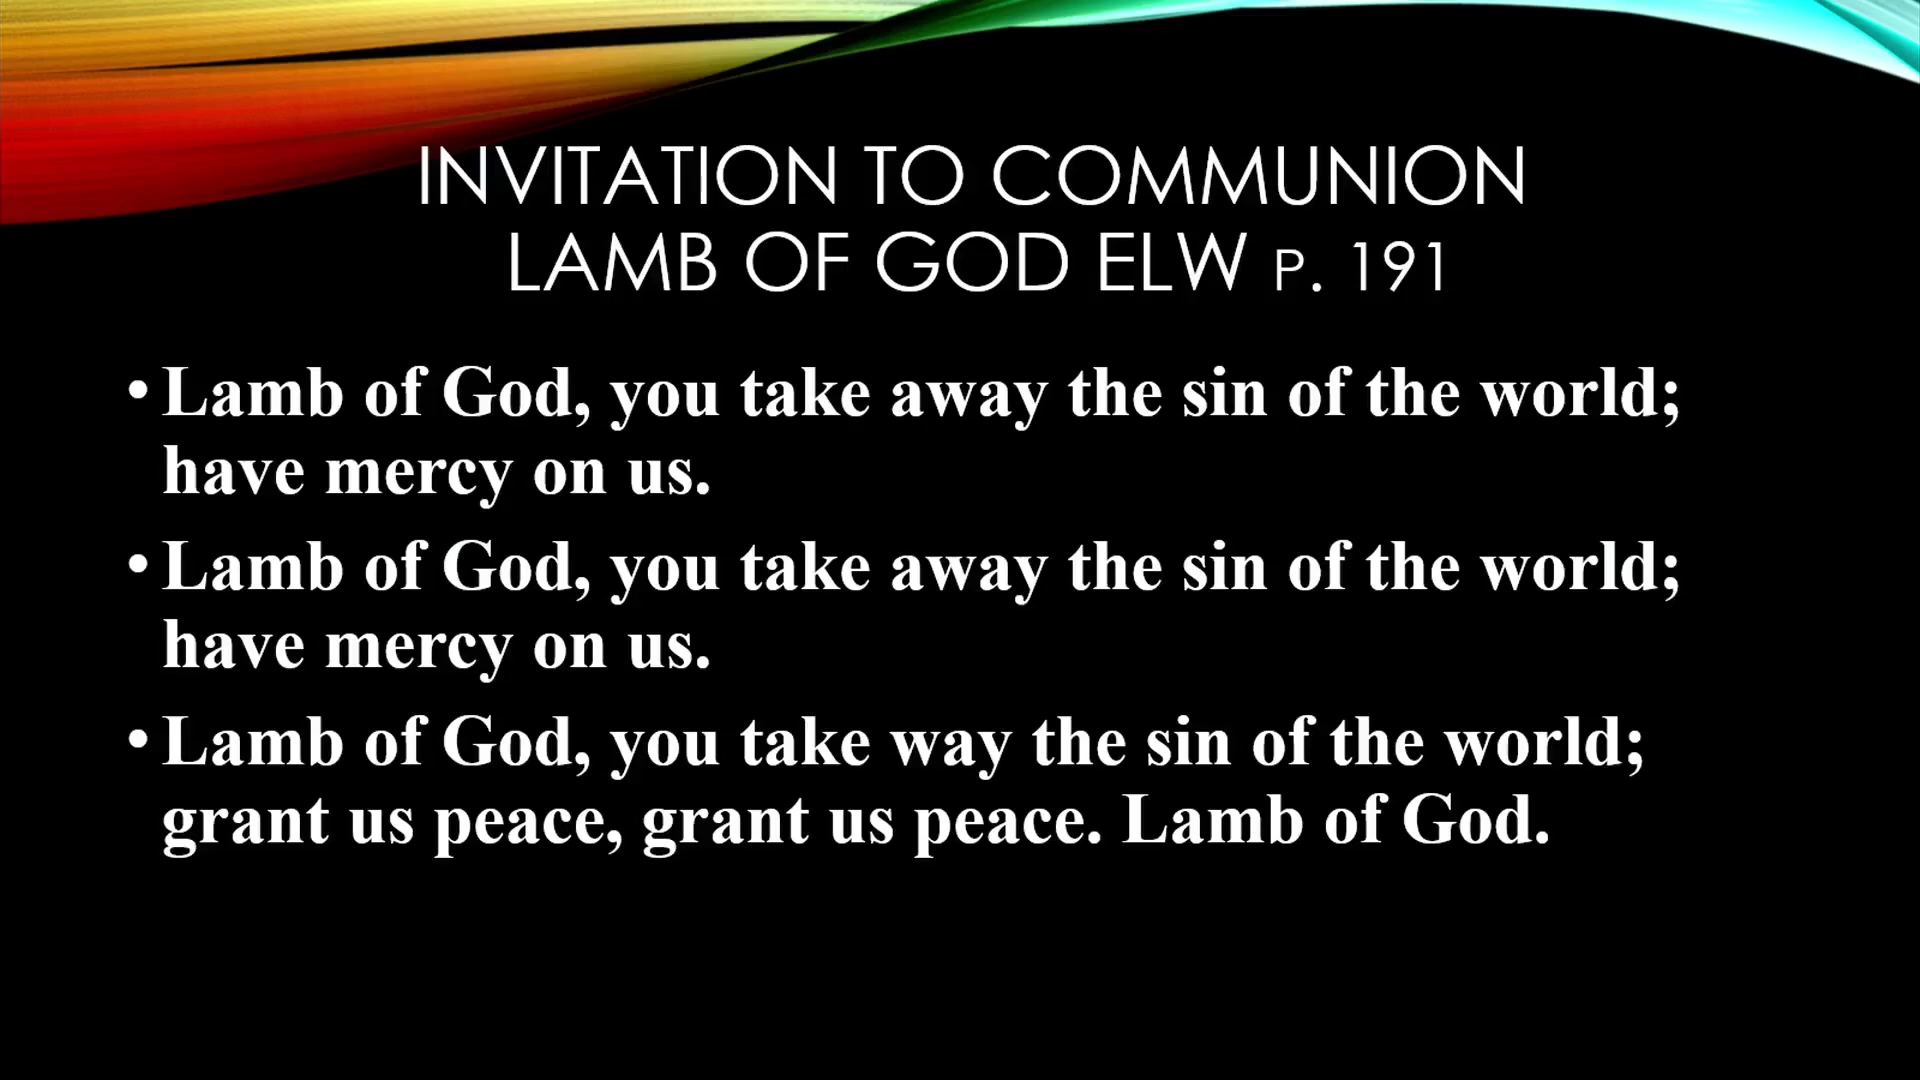 INVITATION TO COMMUNION
LAMB OF GOD ELW P. 191
• Lamb of God, you take away the sin of the world;
have mercy on us.
• Lamb of God, you take away the sin of the world;
have mercy on us.
• Lamb of God, you take way the sin of the world;
grant us peace, grant us peace. Lamb of God.